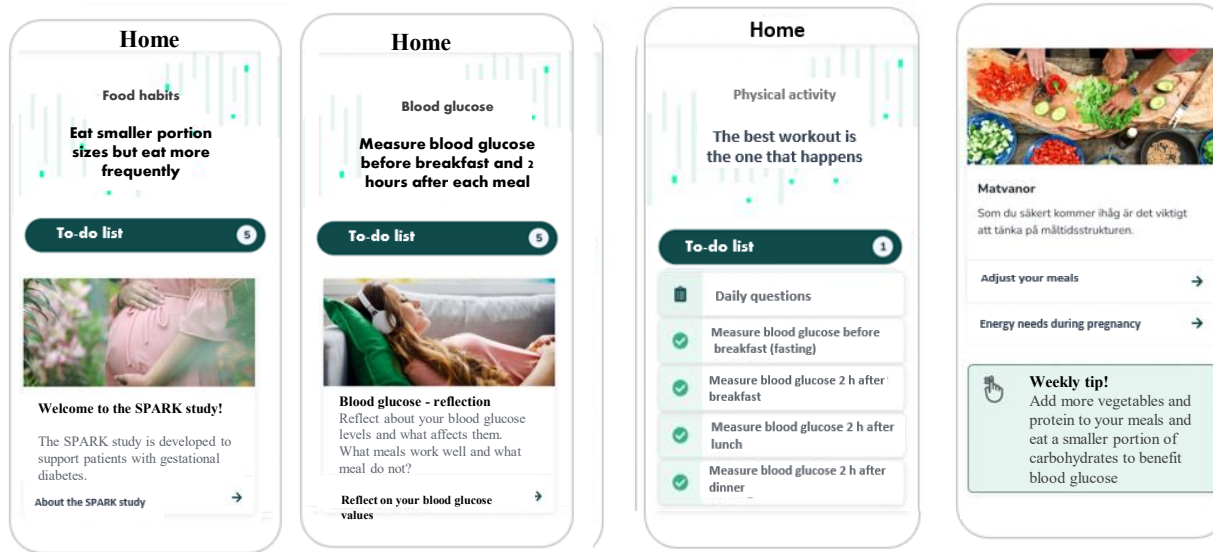 Home
Food habits
Eat smaller portion
sizes but eat more
frequently
To-do list 5
Welcome to the SPARK study!
The SPARK study is developed to
support patients with gestational
diabetes.
About the SPARK study
Home
Blood glucose
Measure blood glucose
before breakfast and 2
hours after each meal
To-do list 5
Blood glucose - reflection
Reflect about your blood glucose
levels and what affects them.
What meals work well and what
meal do not?
Reflect on your blood glucose
values
Home
Physical activity
The best workout is
the one that happens
To-do list 1
Daily questions
Measure blood glucose before
breakfast (fasting)
Measure blood glucose 2 h after
breakfast
Measure blood glucose 2 h after
lunch
Measure blood glucose 2 h after
dinner
Matvanor
Som du säkert kommer ihåg är det viktigt
att tänka på måltidsstrukturen.
Adjust your meals
Energy needs during pregnancy
Weekly tip!
Add more vegetables and
protein to your meals and
eat a smaller portion of
carbohydrates to benefit
blood glucose